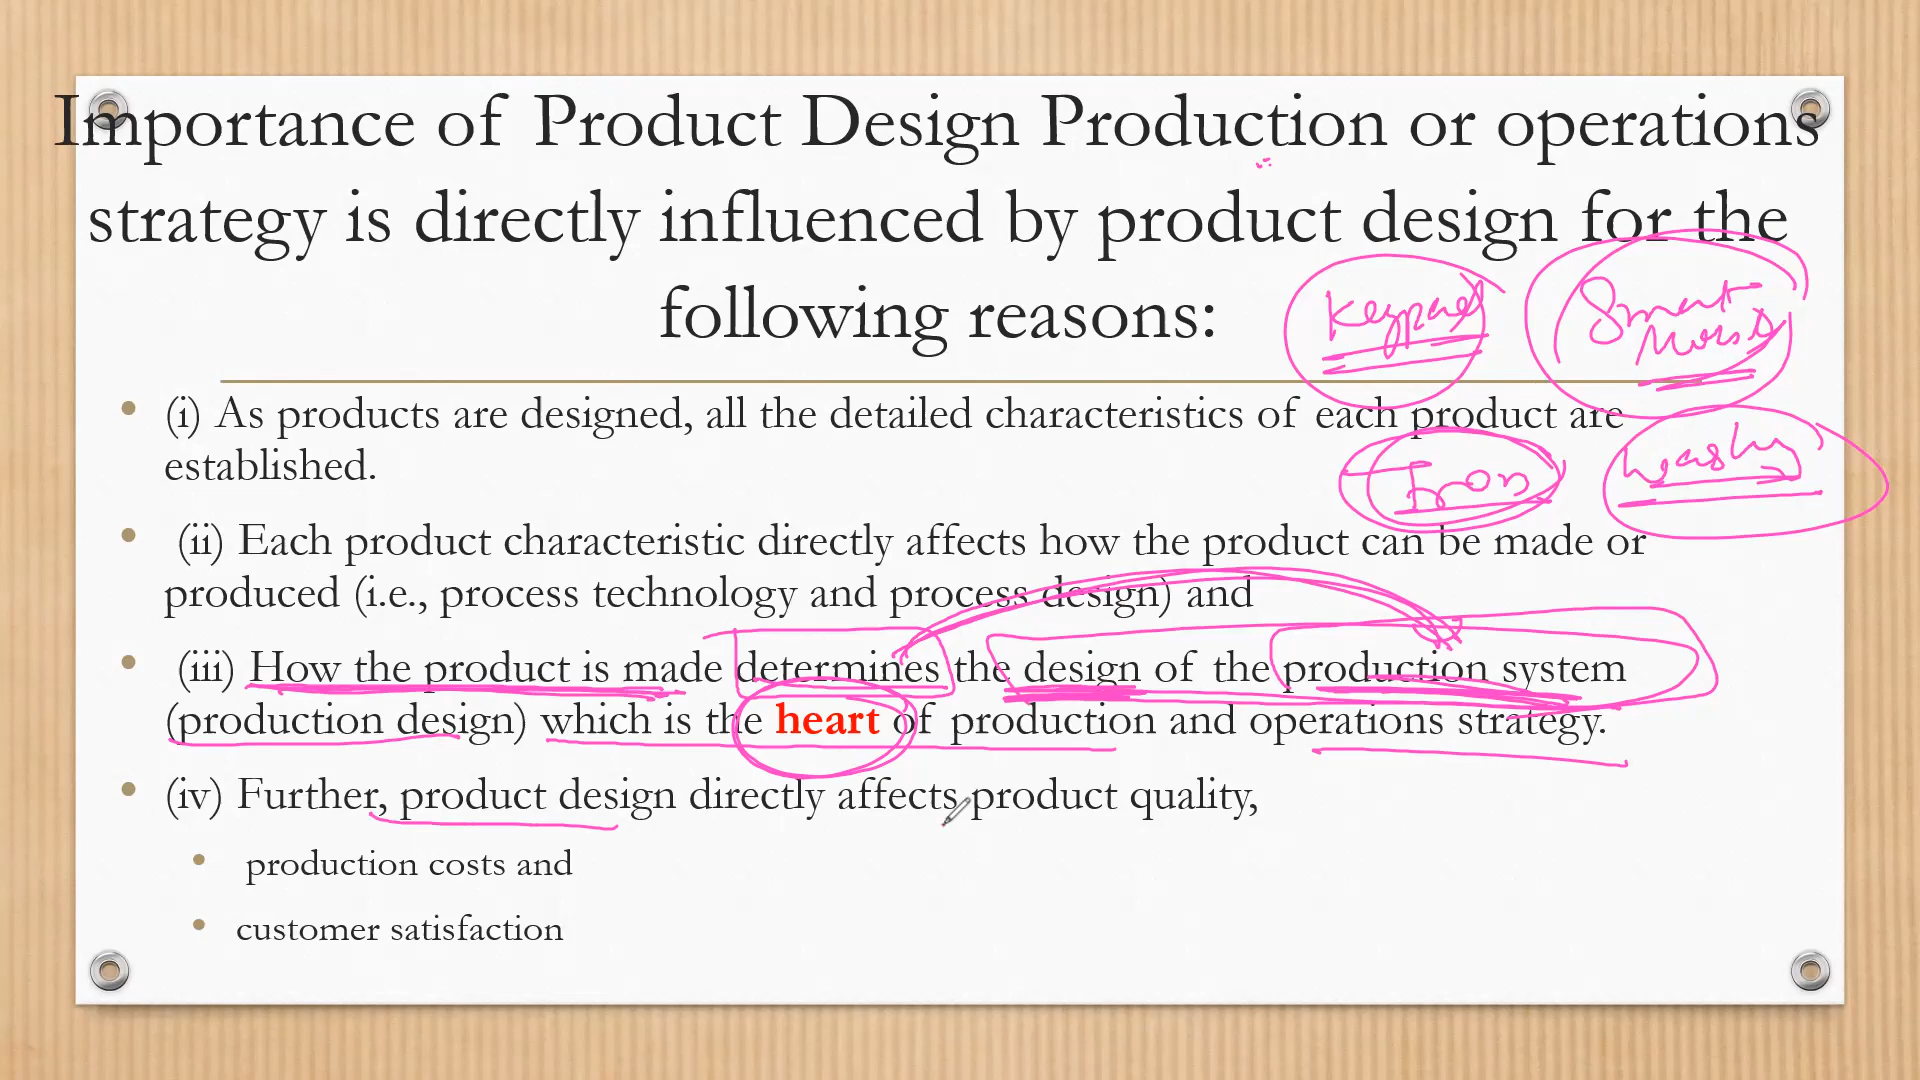 Importance of Product Design Production or operations
strategy is directly influenced by product design for the
following reasons:
Keypad
Smart
(i) As products are designed, all the detailed characteristics of each product are
established.
Iron
(ii) Each product characteristic directly affects how the product can be made or
produced (i.e., process technology and process design) and
(iii) How the product is made determines the design of the production system
(production design) which is the heart of production and operations strategy.
(iv) Further, product design directly affects product quality,
production costs and
customer satisfaction